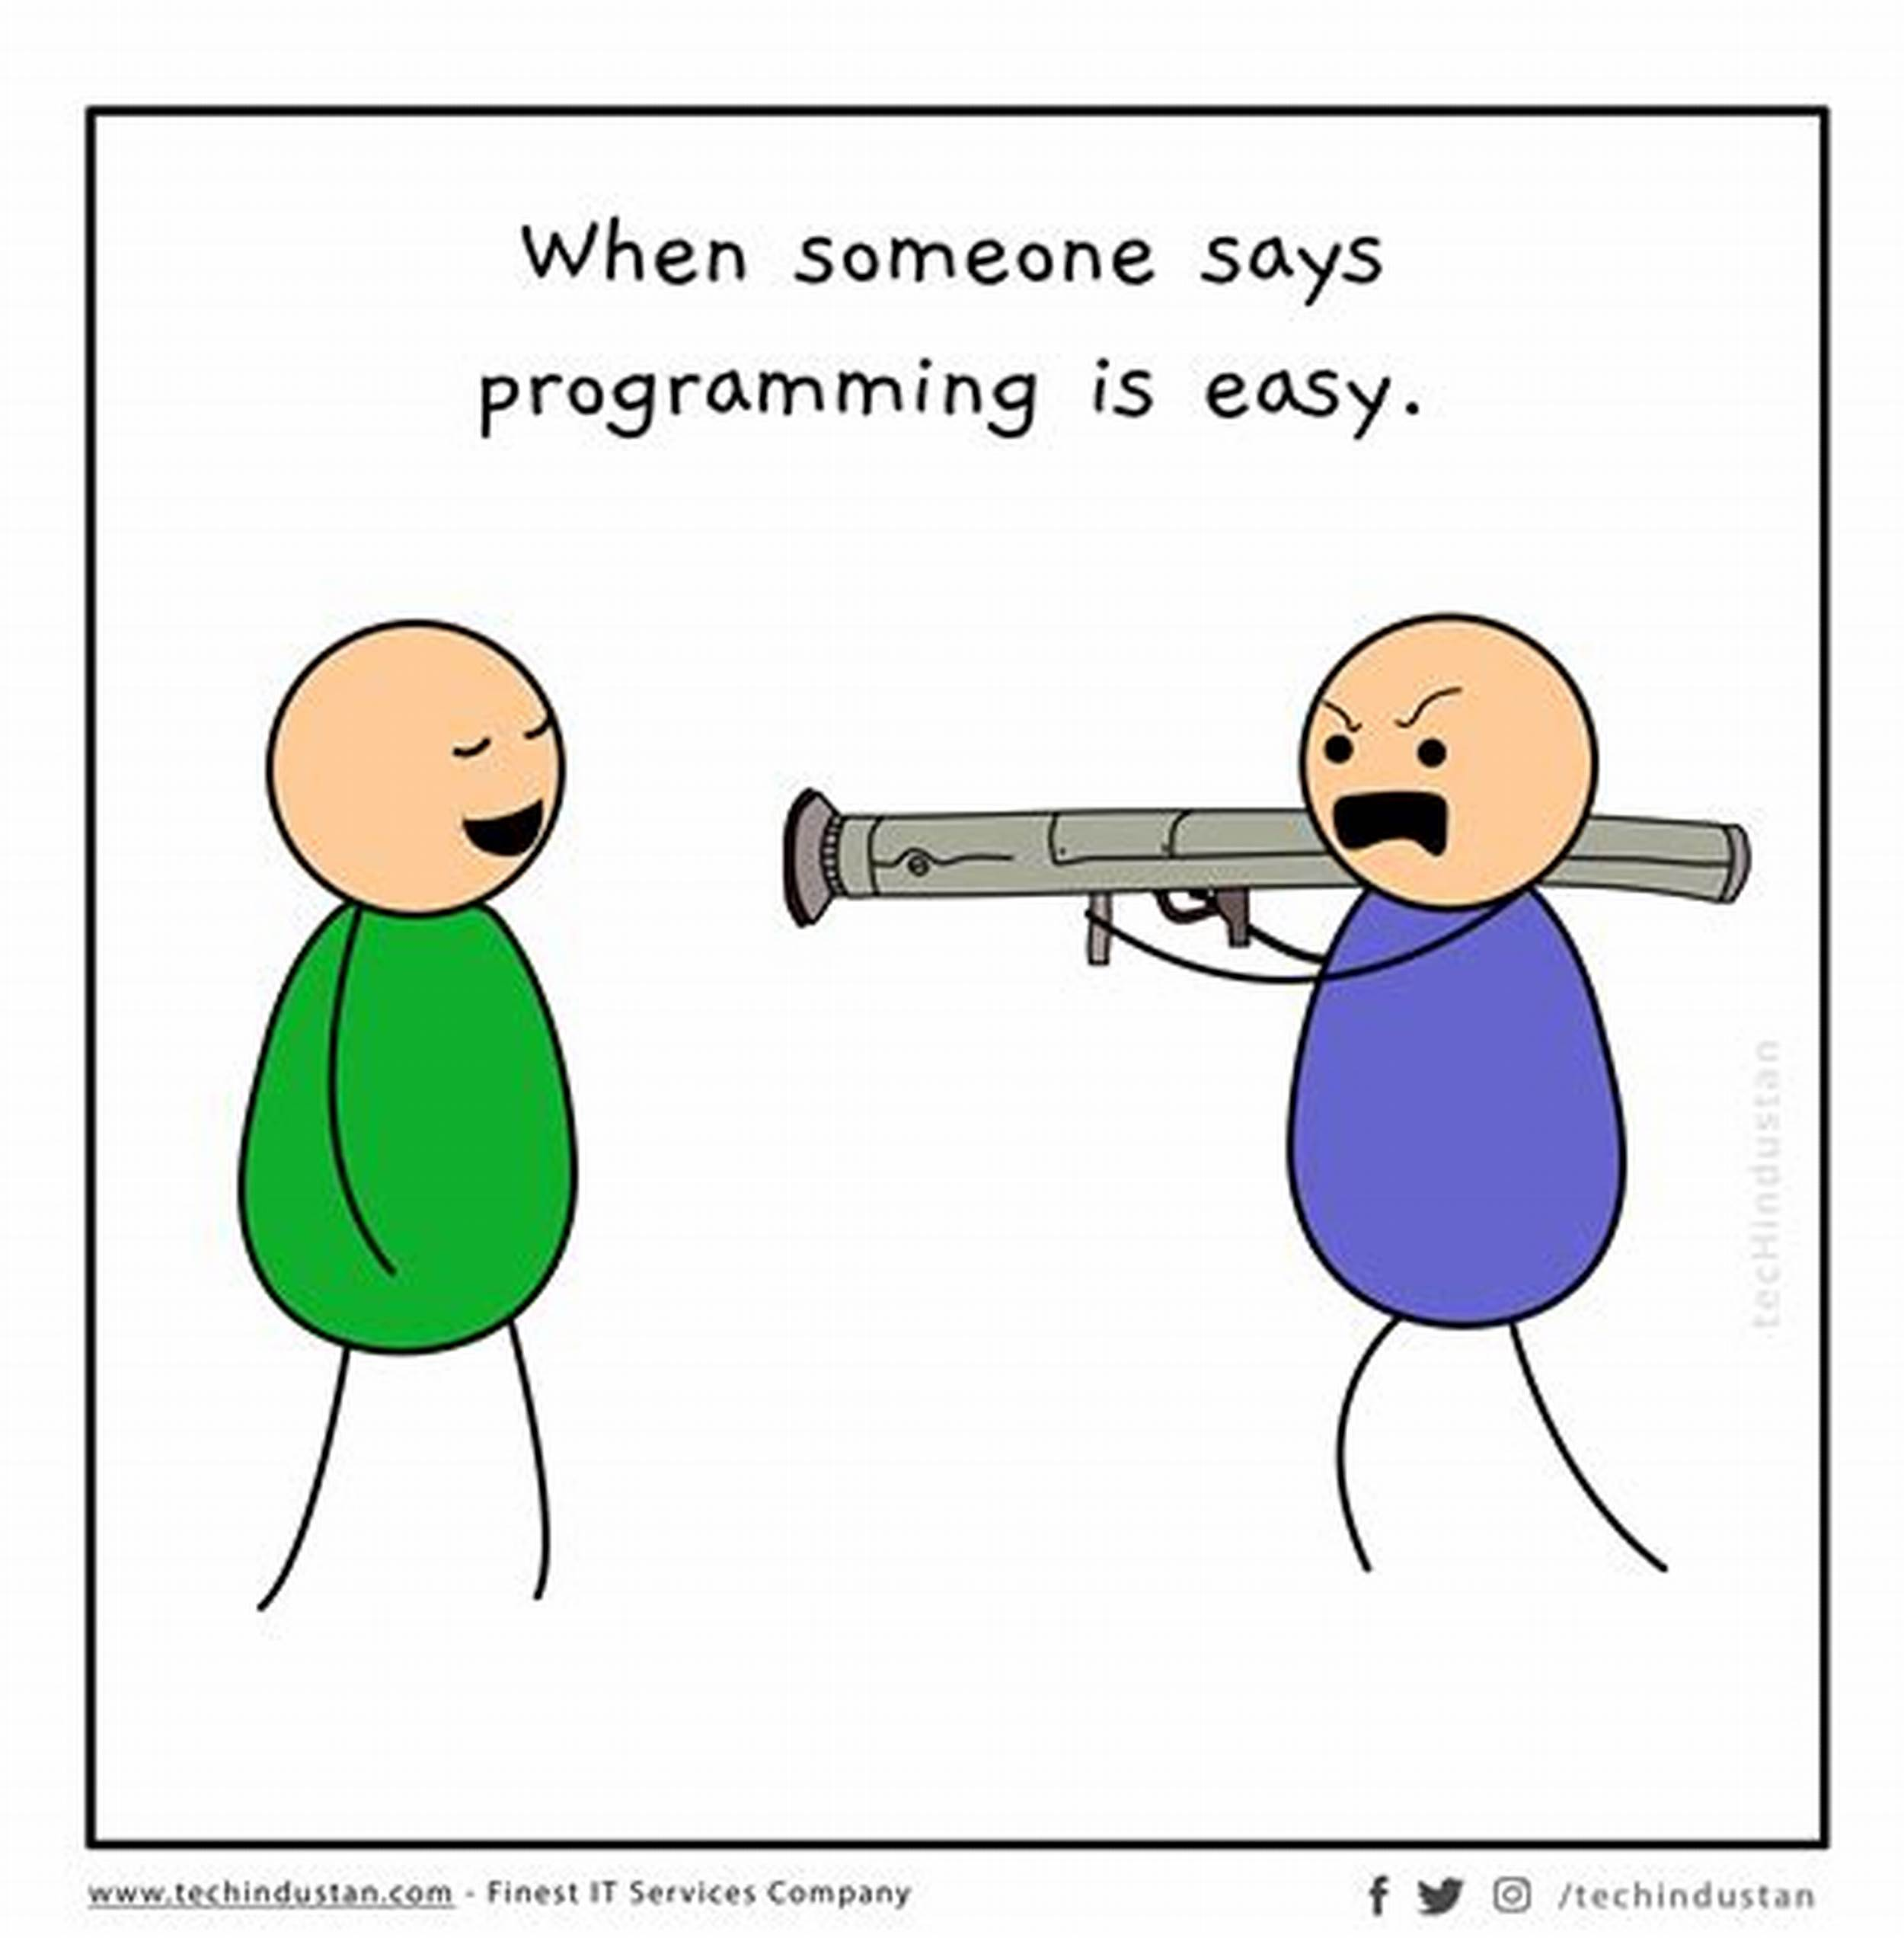 When someone says
programming is easy.
tecHindustan
www.techindustan.com - Finest IT Services Company
/techindustan